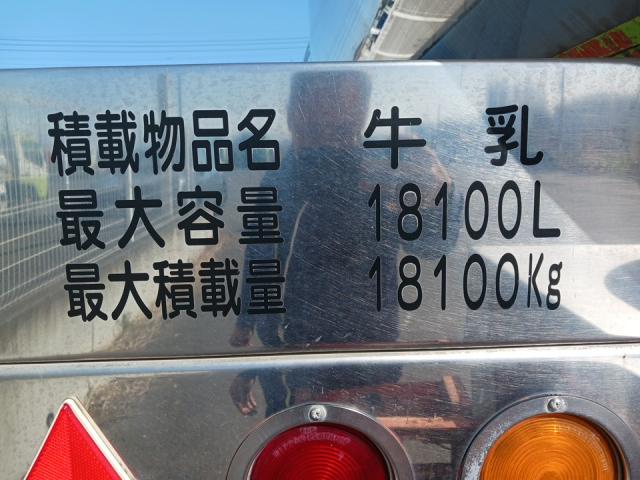 積載物品名 牛 乳
最大容量 18100L
最大積載量 18100Kg